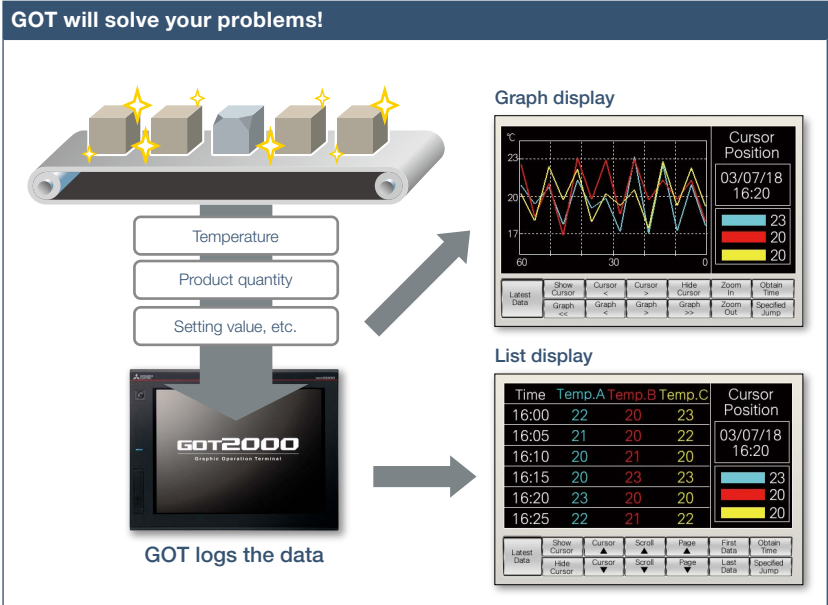 GOT will solve your problems!
Temperature
Product quantity
Setting value, etc.
GOT2000
Graphic Operation Terminal
GOT logs the data
Graph display
℃
23
20
17
60 30 0
Cursor
Position
03/07/18
16:20
23
20
20
Latest
Data
Show
Cursor
Cursor
<
Cursor
>
Hide
Cursor
Zoom
In
Obtain
Time
Graph
<<
Graph
<
Graph
>
Graph
>>
Zoom
Out
Specified
Jump
List display
Time Temp.A Temp.B Temp.C
16:00 22 20 23
16:05 21 20 22
16:10 20 21 20
16:15 20 23 23
16:20 23 20 20
16:25 22 21 22
Cursor
Position
03/07/18
16:20
23
20
20
Latest
Data
Show
Cursor
Cursor
▲
Scroll
▲
Page
▲
First
Data
Obtain
Time
Hide
Cursor
Cursor
▼
Scroll
▼
Page
▼
Last
Data
Specified
Jump